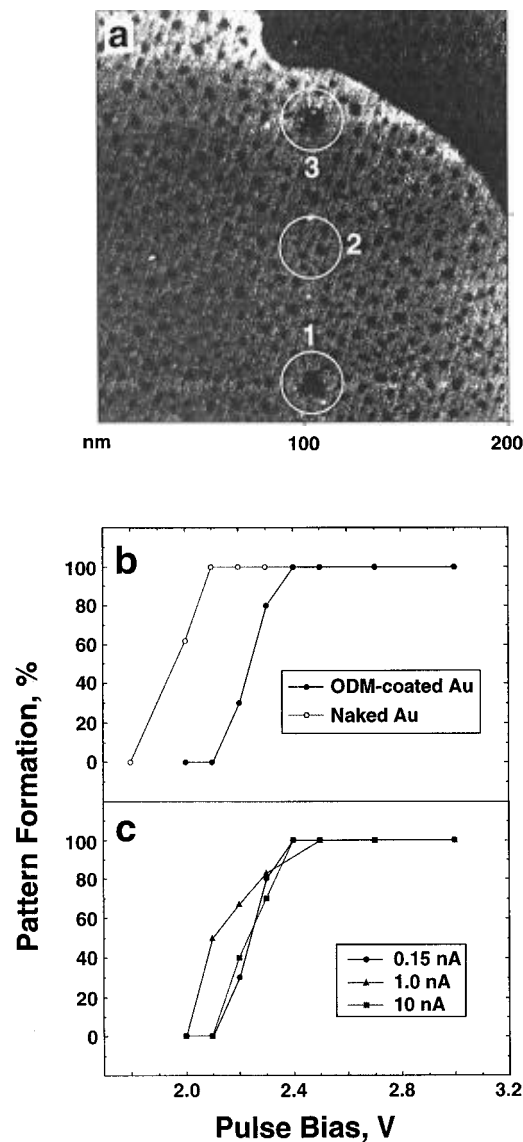 a
3
2
1
nm 100 200
b
100
80
60
40
20
0
ODM-coated Au
Naked Au
c
100
80
60
40
20
0
0.15 nA
1.0 nA
10 nA
2.0 2.4 2.8 3.2
Pattern Formation, %
Pulse Bias, V